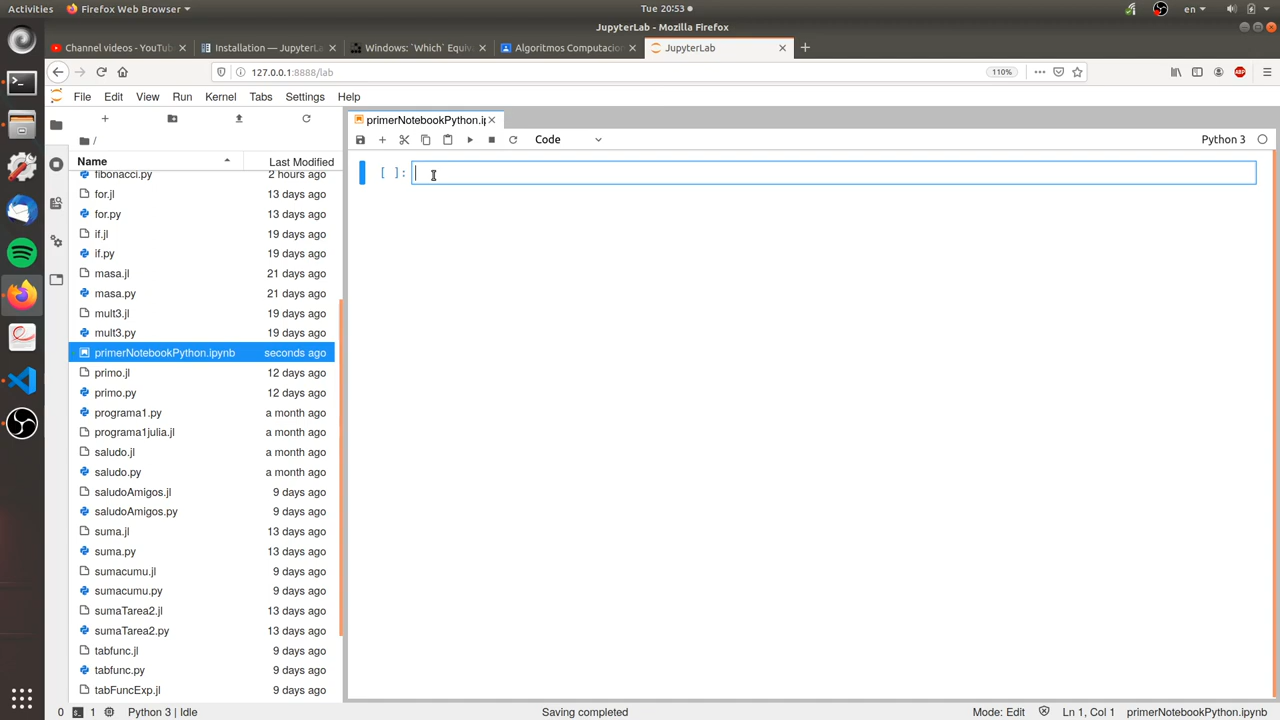 Activities Firefox Web Browser Tue 20:53 en
JupyterLab - Mozilla Firefox
Channel videos - YouTub Installation — JupyterLa Windows: `Which` Equiv Algoritmos Computacion JupyterLab
127.0.0.1:8888/lab 110% ABP
File Edit View Run Kernel Tabs Settings Help
primerNotebookPython.ip
/ Code Python 3
Name Last Modified
[ ]:
fibonacci.py 2 hours ago
for.jl 13 days ago
for.py 13 days ago
if.jl 19 days ago
if.py 19 days ago
masa.jl 21 days ago
masa.py 21 days ago
mult3.jl 19 days ago
mult3.py 19 days ago
primerNotebookPython.ipynb seconds ago
primo.jl 12 days ago
primo.py 12 days ago
programa1.py a month ago
programa1julia.jl a month ago
saludo.jl a month ago
saludo.py a month ago
saludoAmigos.jl 9 days ago
saludoAmigos.py 9 days ago
suma.jl 13 days ago
suma.py 13 days ago
sumacumu.jl 9 days ago
sumacumu.py 9 days ago
sumaTarea2.jl 13 days ago
sumaTarea2.py 13 days ago
tabfunc.jl 9 days ago
tabfunc.py 9 days ago
tabFuncExp.jl 9 days ago
0 1 Python 3 | Idle Saving completed Mode: Edit Ln 1, Col 1 primerNotebookPython.ipynb